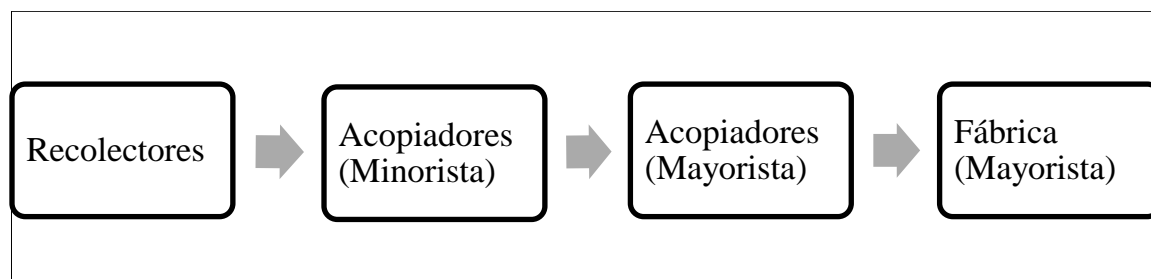 Recolectores
Acopiadores
(Minorista)
Acopiadores
(Mayorista)
Fábrica
(Mayorista)